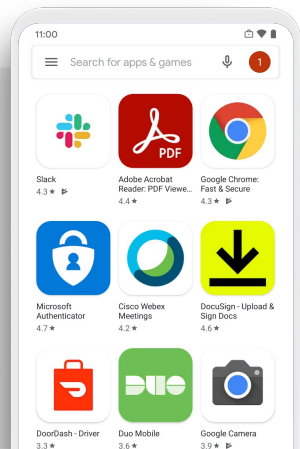 11:00
Search for apps & games
1
PDF
Slack
4.3 ★
Adobe Acrobat
Reader: PDF Viewe...
4.4 ★
Google Chrome:
Fast & Secure
4.3 ★
Microsoft
Authenticator
4.7 ★
Cisco Webex
Meetings
4.2 ★
DocuSign - Upload &
Sign Docs
4.6 ★
DUO
DoorDash - Driver
3.3 ★
Duo Mobile
3.6 ★
Google Camera
3.9 ★